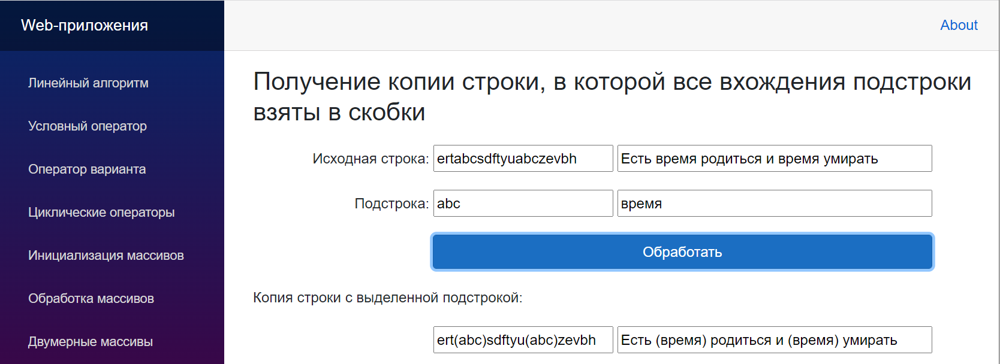 Web-приложения
About
Линейный алгоритм
Условный оператор
Оператор варианта
Циклические операторы
Инициализация массивов
Обработка массивов
Двумерные массивы
Получение копии строки, в которой все вхождения подстроки
взяты в скобки
Исходная строка: ertabcsdftyuabczevbh Есть время родиться и время умирать
Подстрока: abc время
Обработать
Копия строки с выделенной подстрокой:
ert(abc)sdftyu(abc)zevbh Есть (время) родиться и (время) умирать